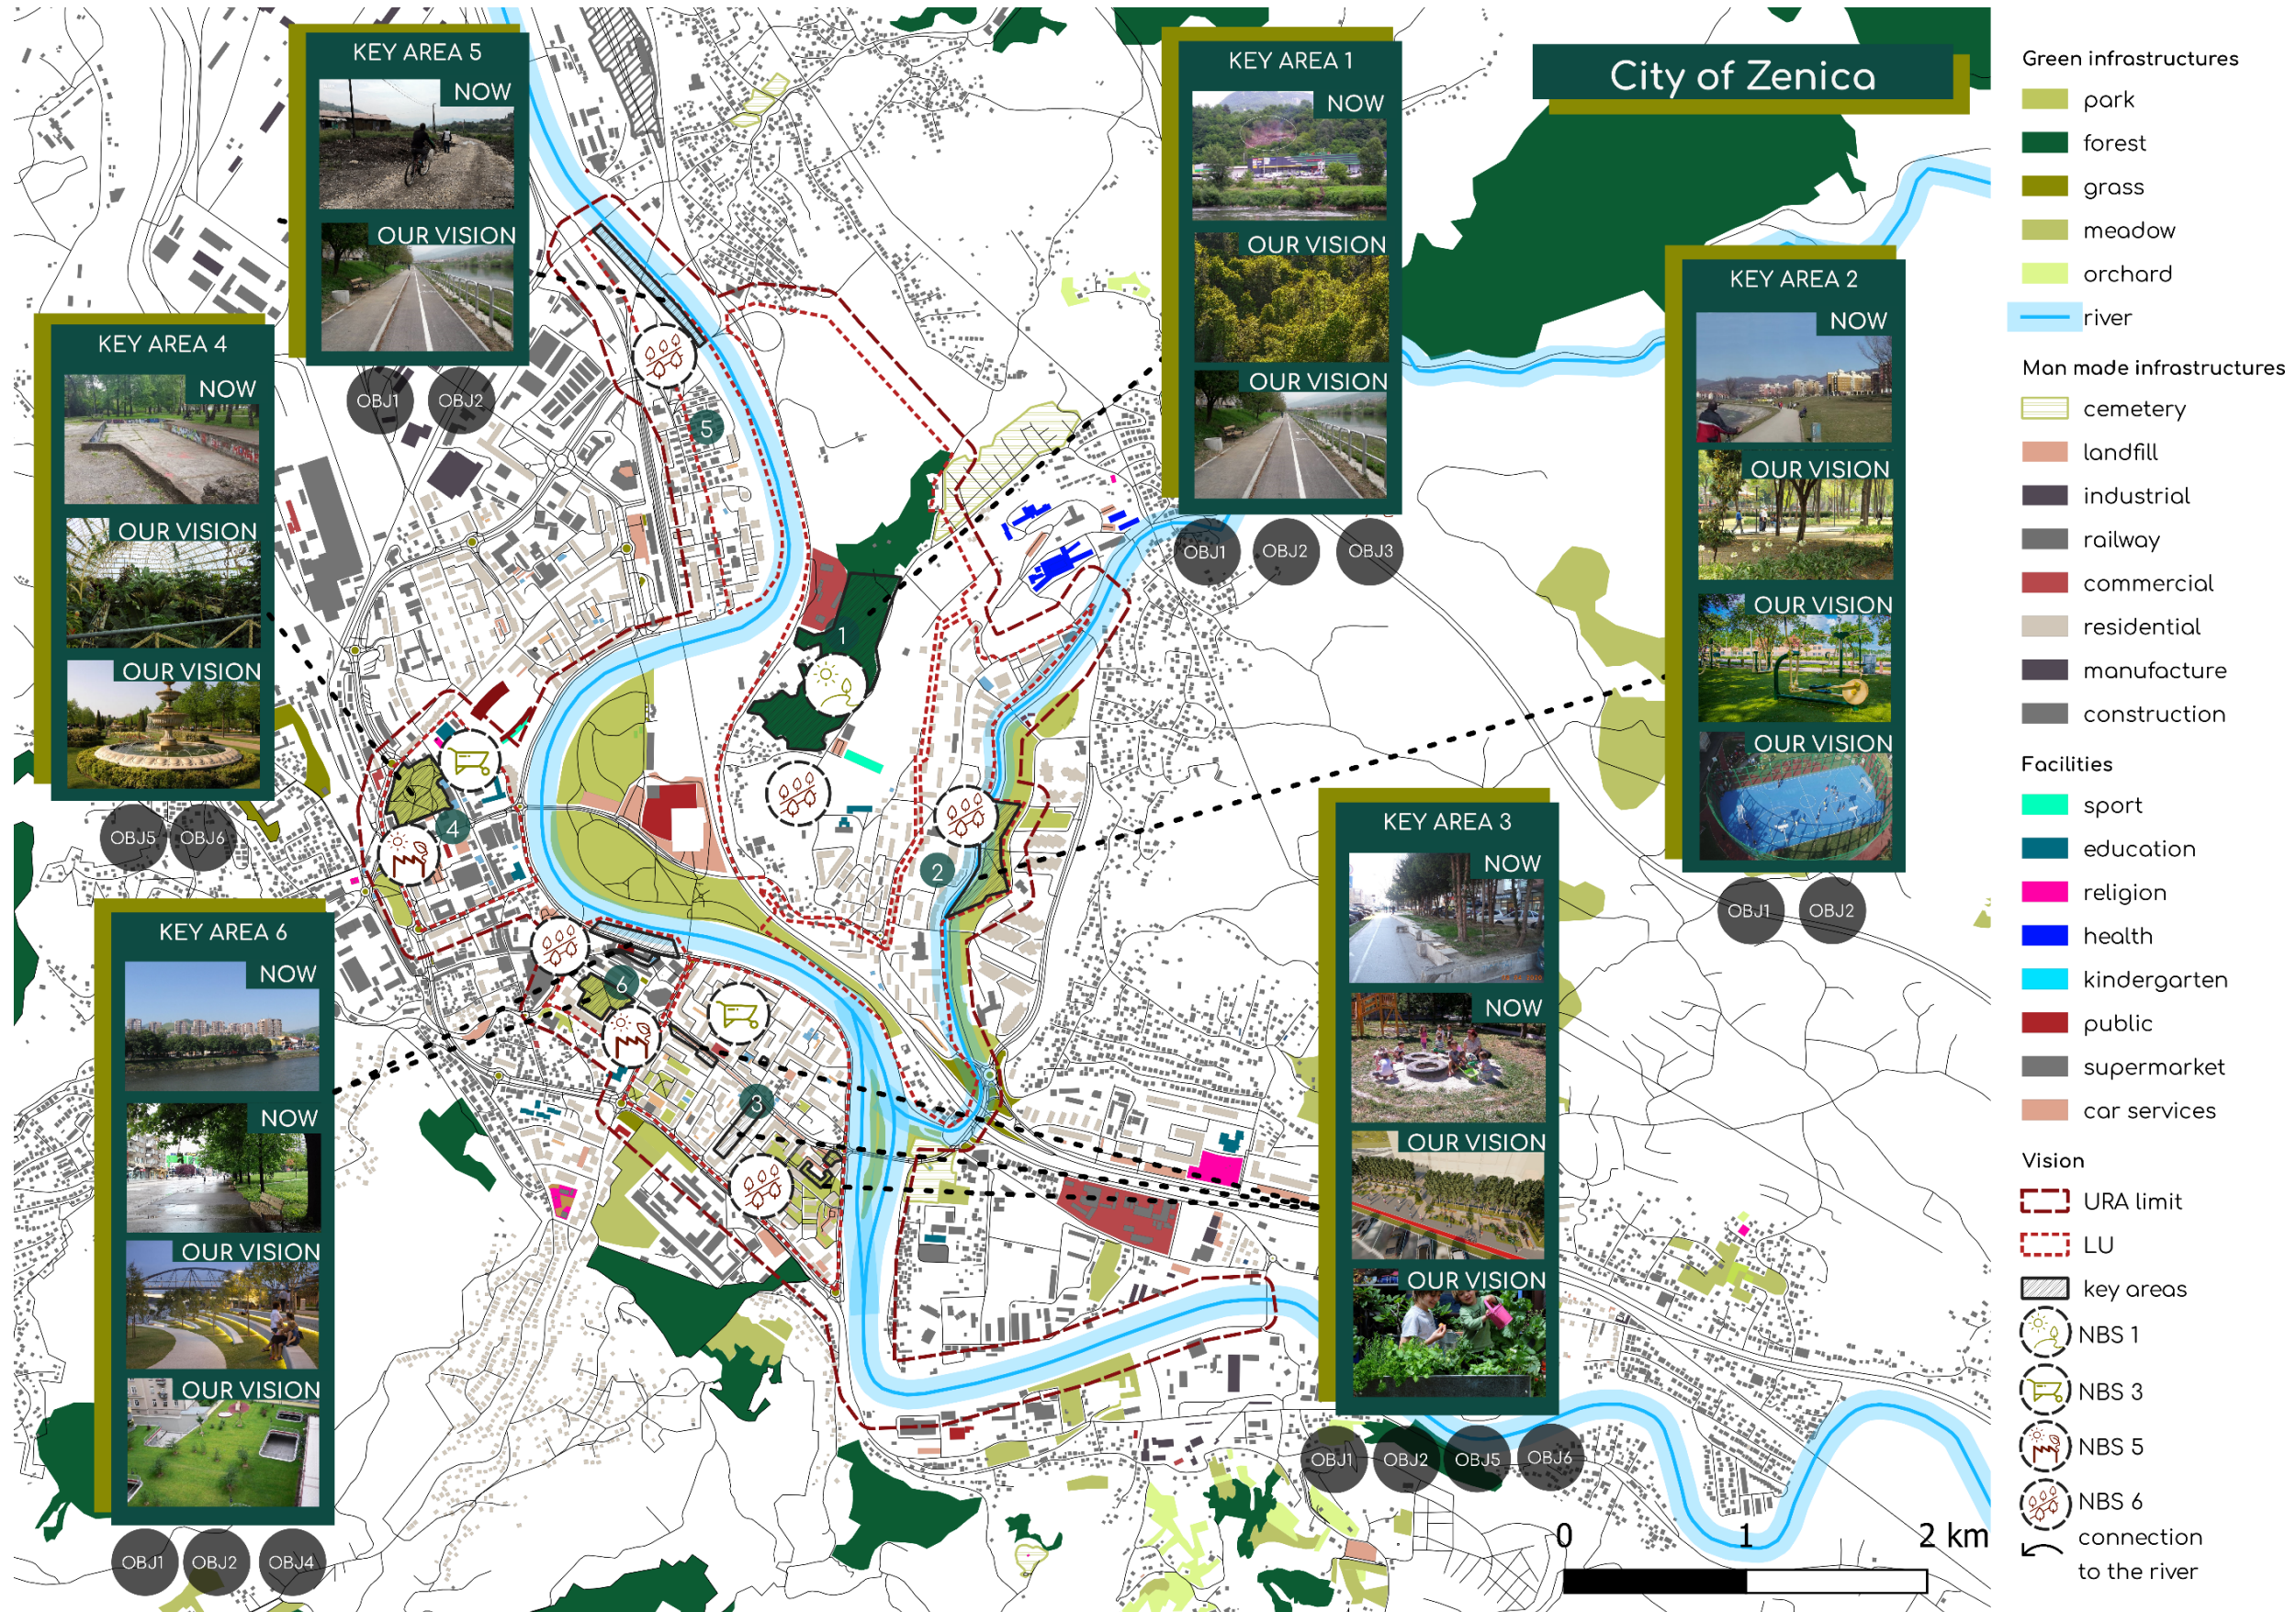 City of Zenica
KEY AREA 5
NOW
OUR VISION
OBJ1
OBJ2
KEY AREA 1
NOW
OUR VISION
OUR VISION
OBJ1
OBJ2
OBJ3
KEY AREA 2
NOW
OUR VISION
OUR VISION
OUR VISION
OBJ1
OBJ2
KEY AREA 4
NOW
OUR VISION
OUR VISION
OBJ5
OBJ6
KEY AREA 3
NOW
NOW
OUR VISION
OUR VISION
OBJ1
OBJ2
OBJ5
OBJ6
KEY AREA 6
NOW
NOW
OUR VISION
OUR VISION
OBJ1
OBJ2
OBJ4
5
1
4
2
6
3
0 1 2 km
Green infrastructures
park
forest
grass
meadow
orchard
river
Man made infrastructures
cemetery
landfill
industrial
railway
commercial
residential
manufacture
construction
Facilities
sport
education
religion
health
kindergarten
public
supermarket
car services
Vision
URA limit
LU
key areas
NBS 1
NBS 3
NBS 5
NBS 6
connection
to the river